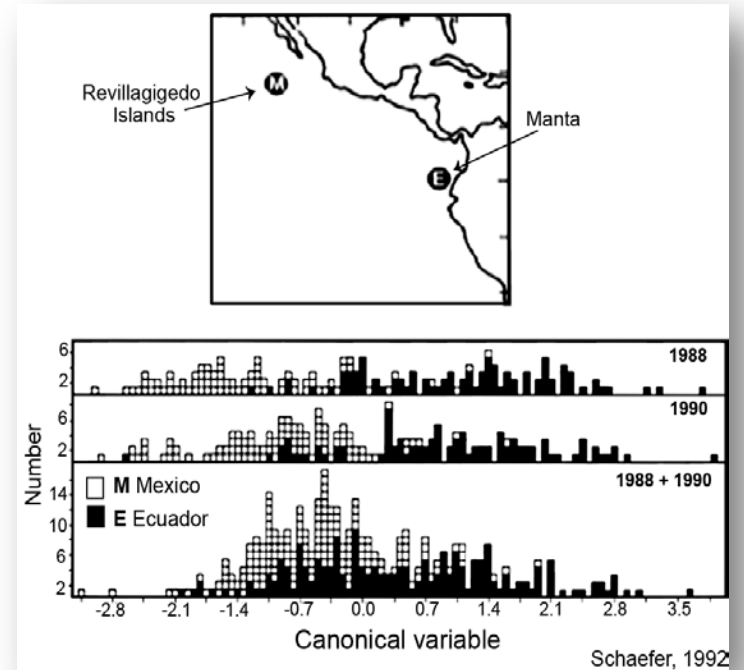 M
Revillagigedo
Islands
Manta
E
6
2
1988
6
2
1990
Number
14
10
6
2
M Mexico
E Ecuador
1988 + 1990
-2.8 -2.1 -1.4 -0.7 0.0 0.7 1.4 2.1 2.8 3.5
Canonical variable
Schaefer, 1992